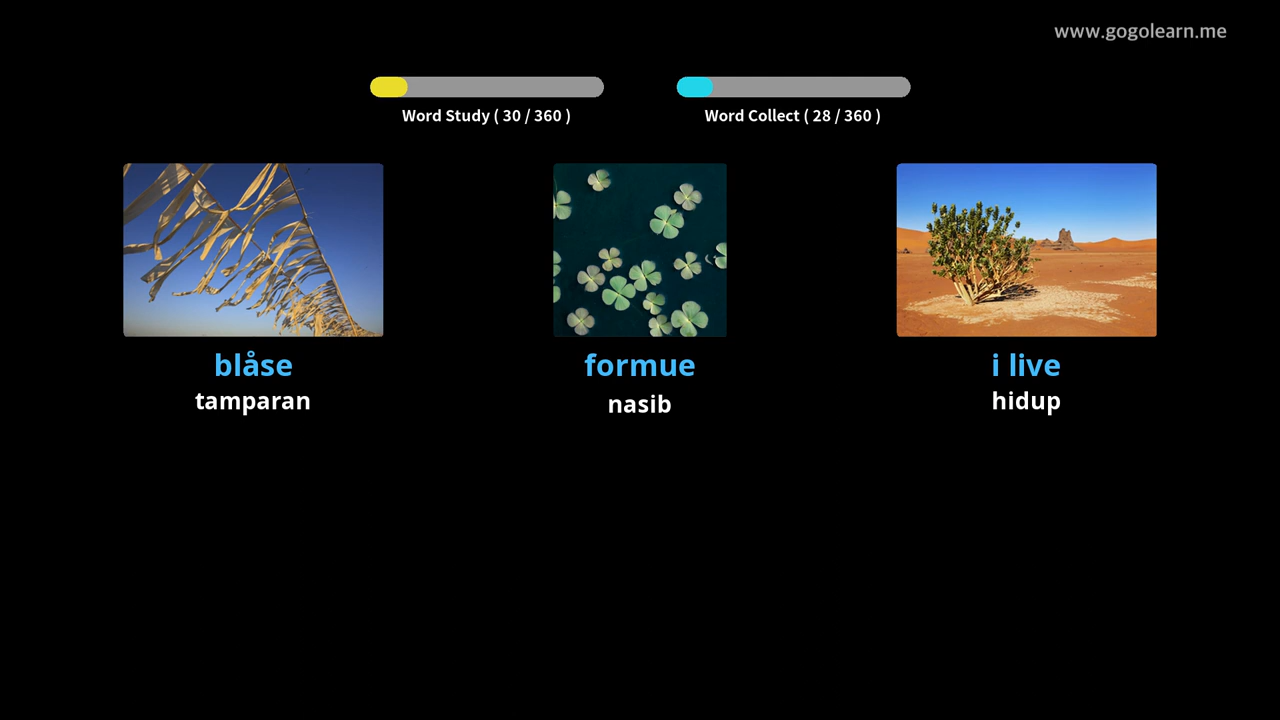 www.gogolearn.me
Word Study ( 30 / 360 )
Word Collect ( 28 / 360 )
blåse
formue
i live
tamparan
nasib
hidup